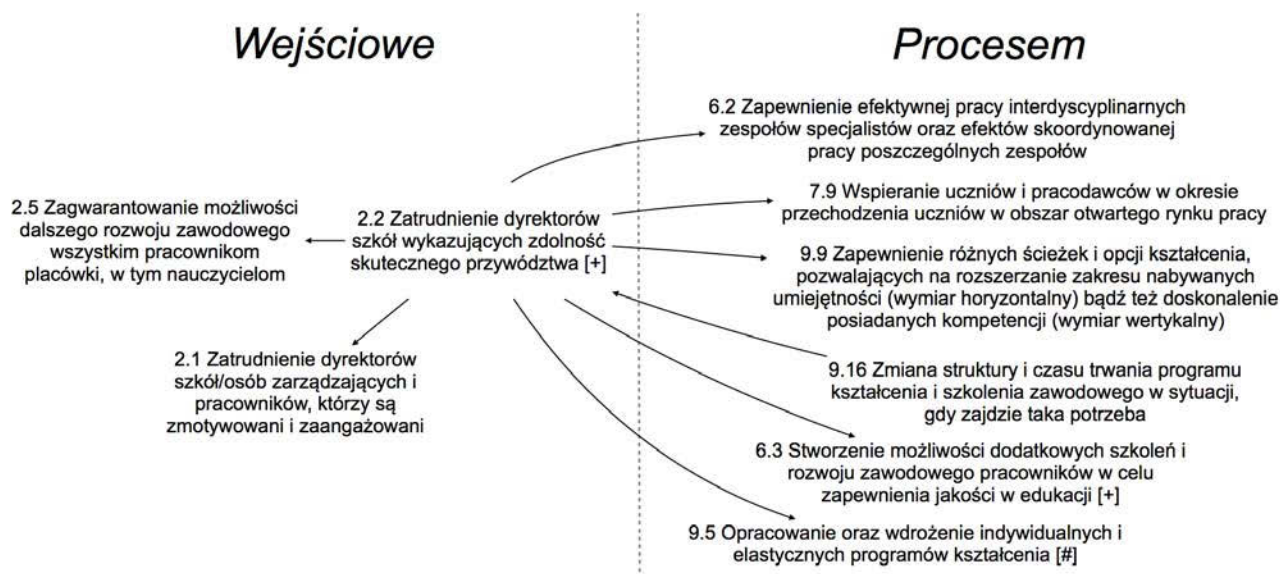 Wejściowe
Procesem
6.2 Zapewnienie efektywnej pracy interdyscyplinarnych
zespołów specjalistów oraz efektów skoordynowanej
pracy poszczególnych zespołów
2.5 Zagwarantowanie możliwości
dalszego rozwoju zawodowego
wszystkim pracownikom
placówki, w tym nauczycielom
2.2 Zatrudnienie dyrektorów
szkół wykazujących zdolność
skutecznego przywództwa [+]
7.9 Wspieranie uczniów i pracodawców w okresie
przechodzenia uczniów w obszar otwartego rynku pracy
9.9 Zapewnienie różnych ścieżek i opcji kształcenia,
pozwalających na rozszerzanie zakresu nabywanych
umiejętności (wymiar horyzontalny) bądź też doskonalenie
posiadanych kompetencji (wymiar wertykalny)
2.1 Zatrudnienie dyrektorów
szkół/osób zarządzających i
pracowników, którzy są
zmotywowani i zaangażowani
9.16 Zmiana struktury i czasu trwania programu
kształcenia i szkolenia zawodowego w sytuacji,
gdy zajdzie taka potrzeba
6.3 Stworzenie możliwości dodatkowych szkoleń i
rozwoju zawodowego pracowników w celu
zapewnienia jakości w edukacji [+]
9.5 Opracowanie oraz wdrożenie indywidualnych i
elastycznych programów kształcenia [#]